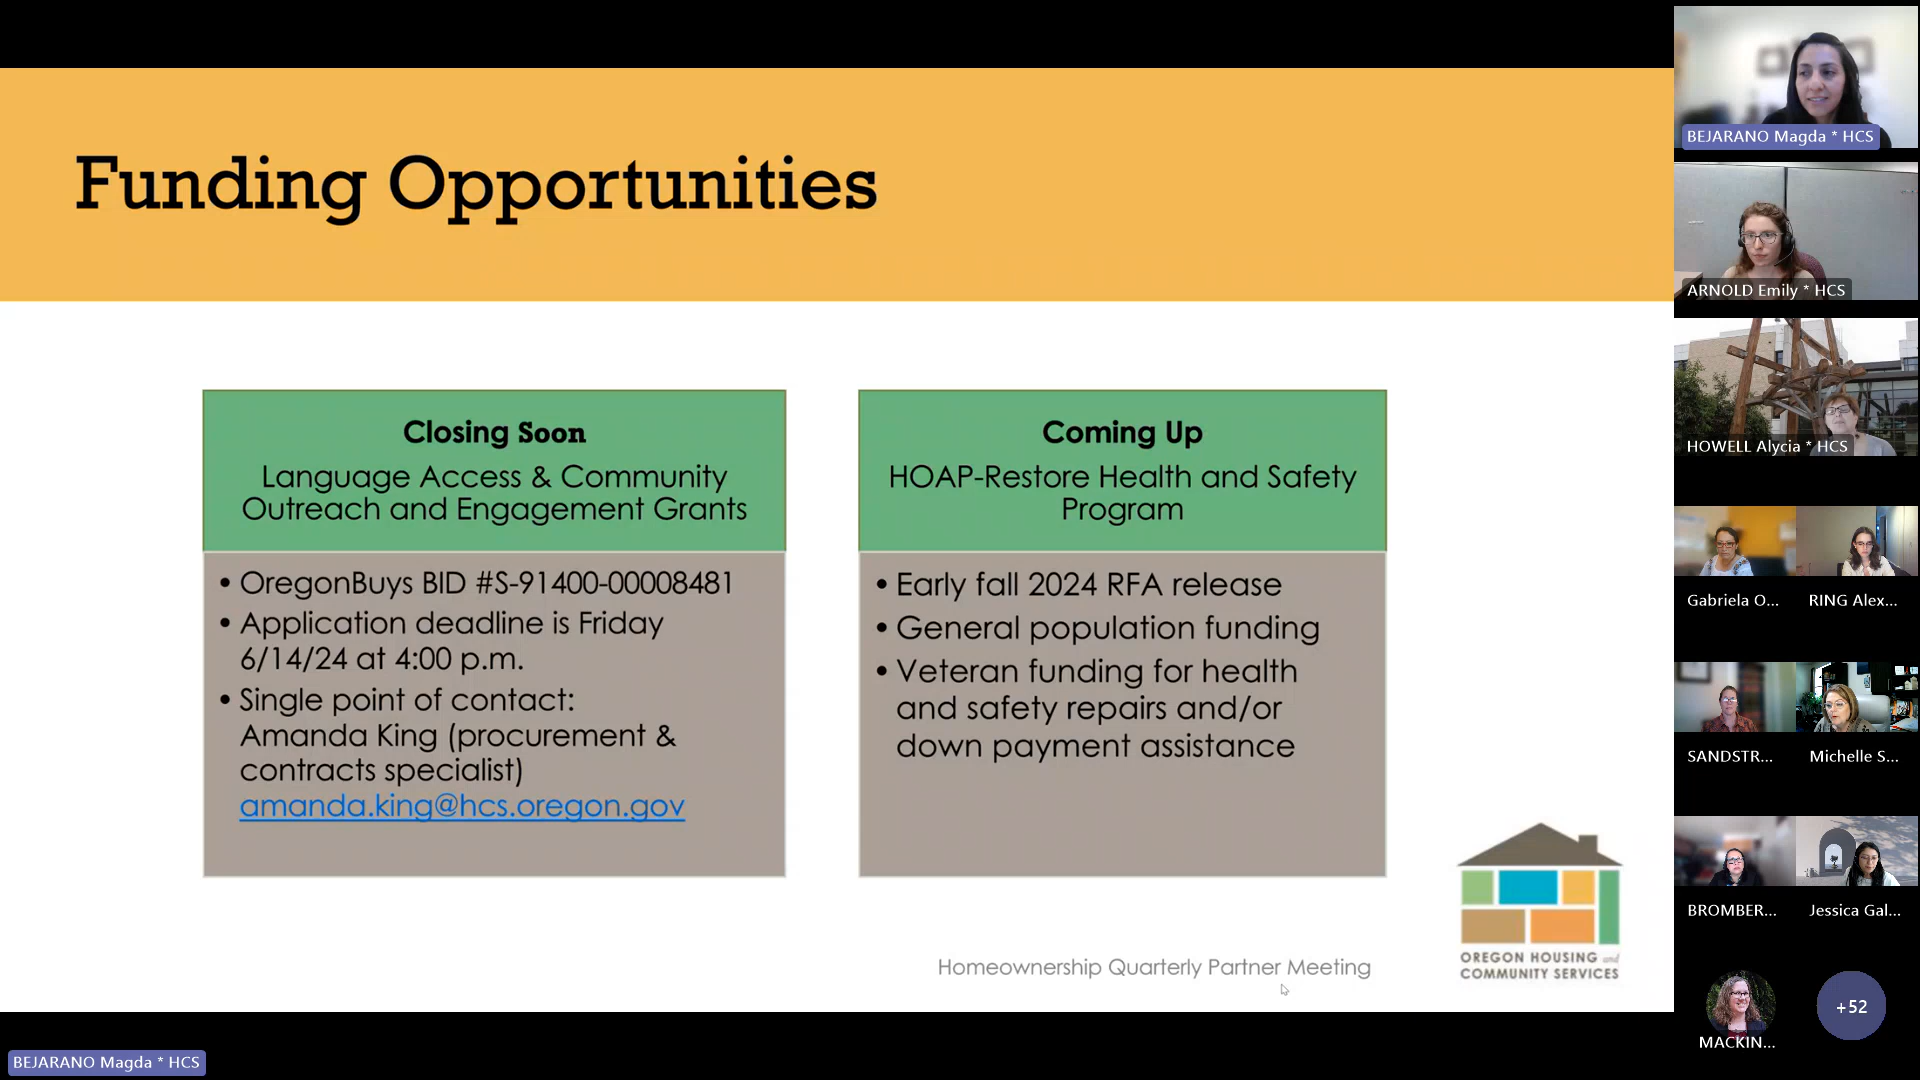 Funding Opportunities
Closing Soon
Language Access & Community
Outreach and Engagement Grants
• OregonBuys BID #S-91400-00008481
• Application deadline is Friday
6/14/24 at 4:00 p.m.
• Single point of contact:
Amanda King (procurement &
contracts specialist)
amanda.king@hcs.oregon.gov
Coming Up
HOAP-Restore Health and Safety
Program
• Early fall 2024 RFA release
• General population funding
• Veteran funding for health
and safety repairs and/or
down payment assistance
Homeownership Quarterly Partner Meeting
OREGON HOUSING and
COMMUNITY SERVICES
BEJARANO Magda * HCS
BEJARANO Magda * HCS
ARNOLD Emily * HCS
HOWELL Alycia * HCS
Gabriela O...
RING Alex...
SANDSTR...
Michelle S...
BROMBER...
Jessica Gal...
MACKIN...
+52